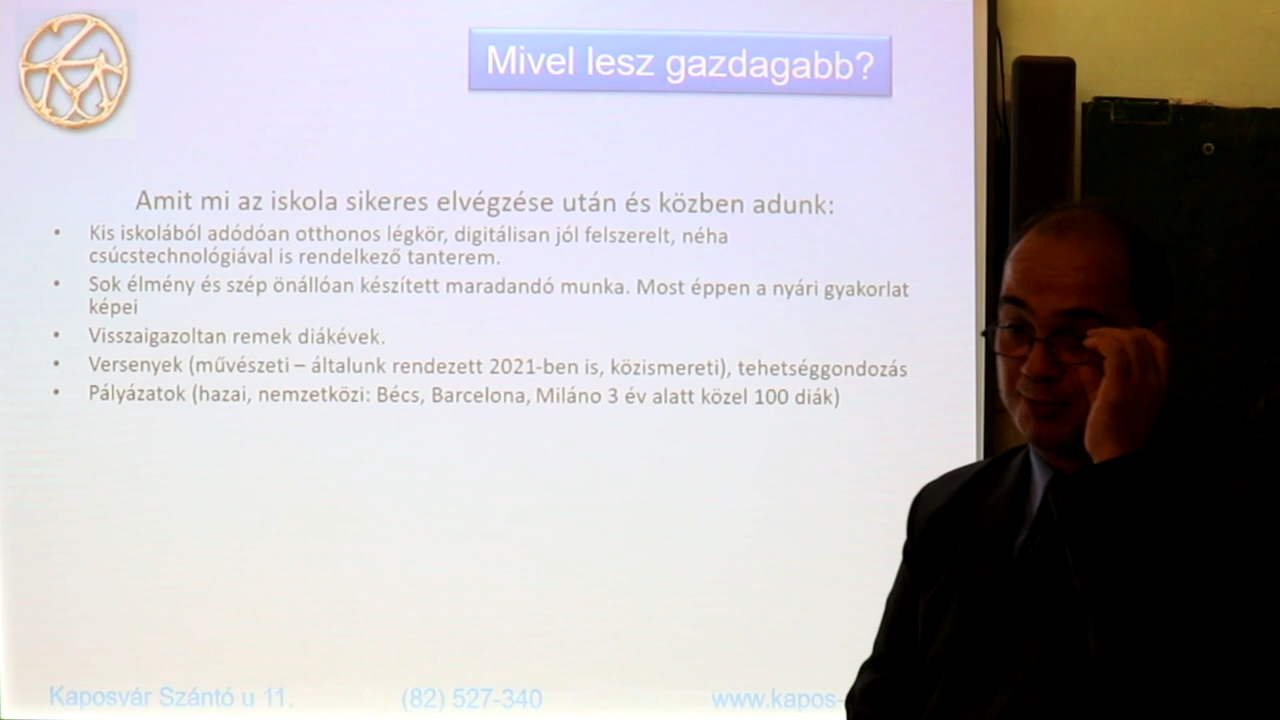 Mivel lesz gazdagabb?
Amit mi az iskola sikeres elvégzése után és közben adunk:
• Kis iskolából adódóan otthonos légkör, digitálisan jól felszerelt, néha
csúcstechnológiával is rendelkező tanterem.
• Sok élmény és szép önállóan készített maradandó munka. Most éppen a nyári gyakorlat
képei
• Visszaigazoltan remek diákévek.
• Versenyek (művészeti – általunk rendezett 2021-ben is, közismereti), tehetséggondozás
• Pályázatok (hazai, nemzetközi: Bécs, Barcelona, Miláno 3 év alatt közel 100 diák)
Kaposvár Szántó u 11. (82) 527-340 www.kapos-